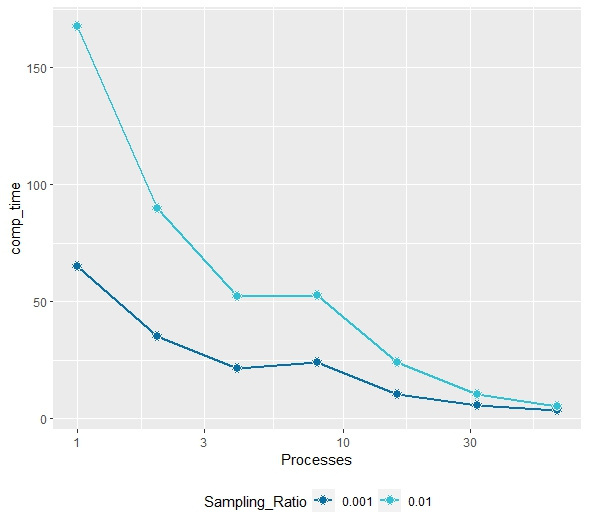 150
100
50
0
comp_time
1 3 10 30
Processes
Sampling_Ratio 0.001 0.01